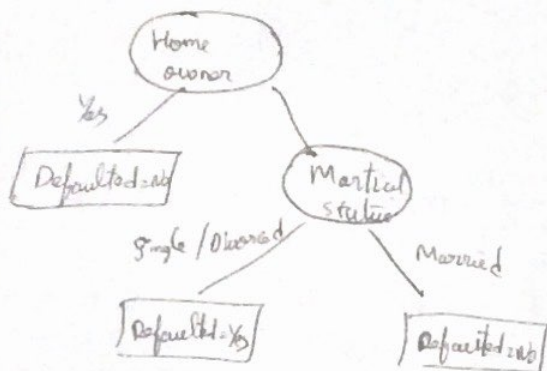 Home
owner
Yes
Defaulted=No
Martial
status
Single / Divorced
Married
Defaulted=Yes
Defaulted=No